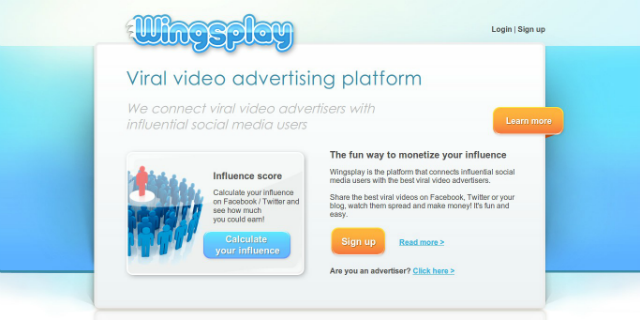 Wingsplay
Login | Sign up
Viral video advertising platform
We connect viral video advertisers with
influential social media users
Learn more
Influence score
Calculate your influence
on Facebook / Twitter and
see how much
you could earn!
Calculate
your influence
The fun way to monetize your influence
Wingsplay is the platform that connects influential social
media users with the best viral video advertisers.
Share the best viral videos on Facebook, Twitter or your
blog, watch them spread and make money! It's fun and
easy.
Sign up
Read more >
Are you an advertiser? Click here >